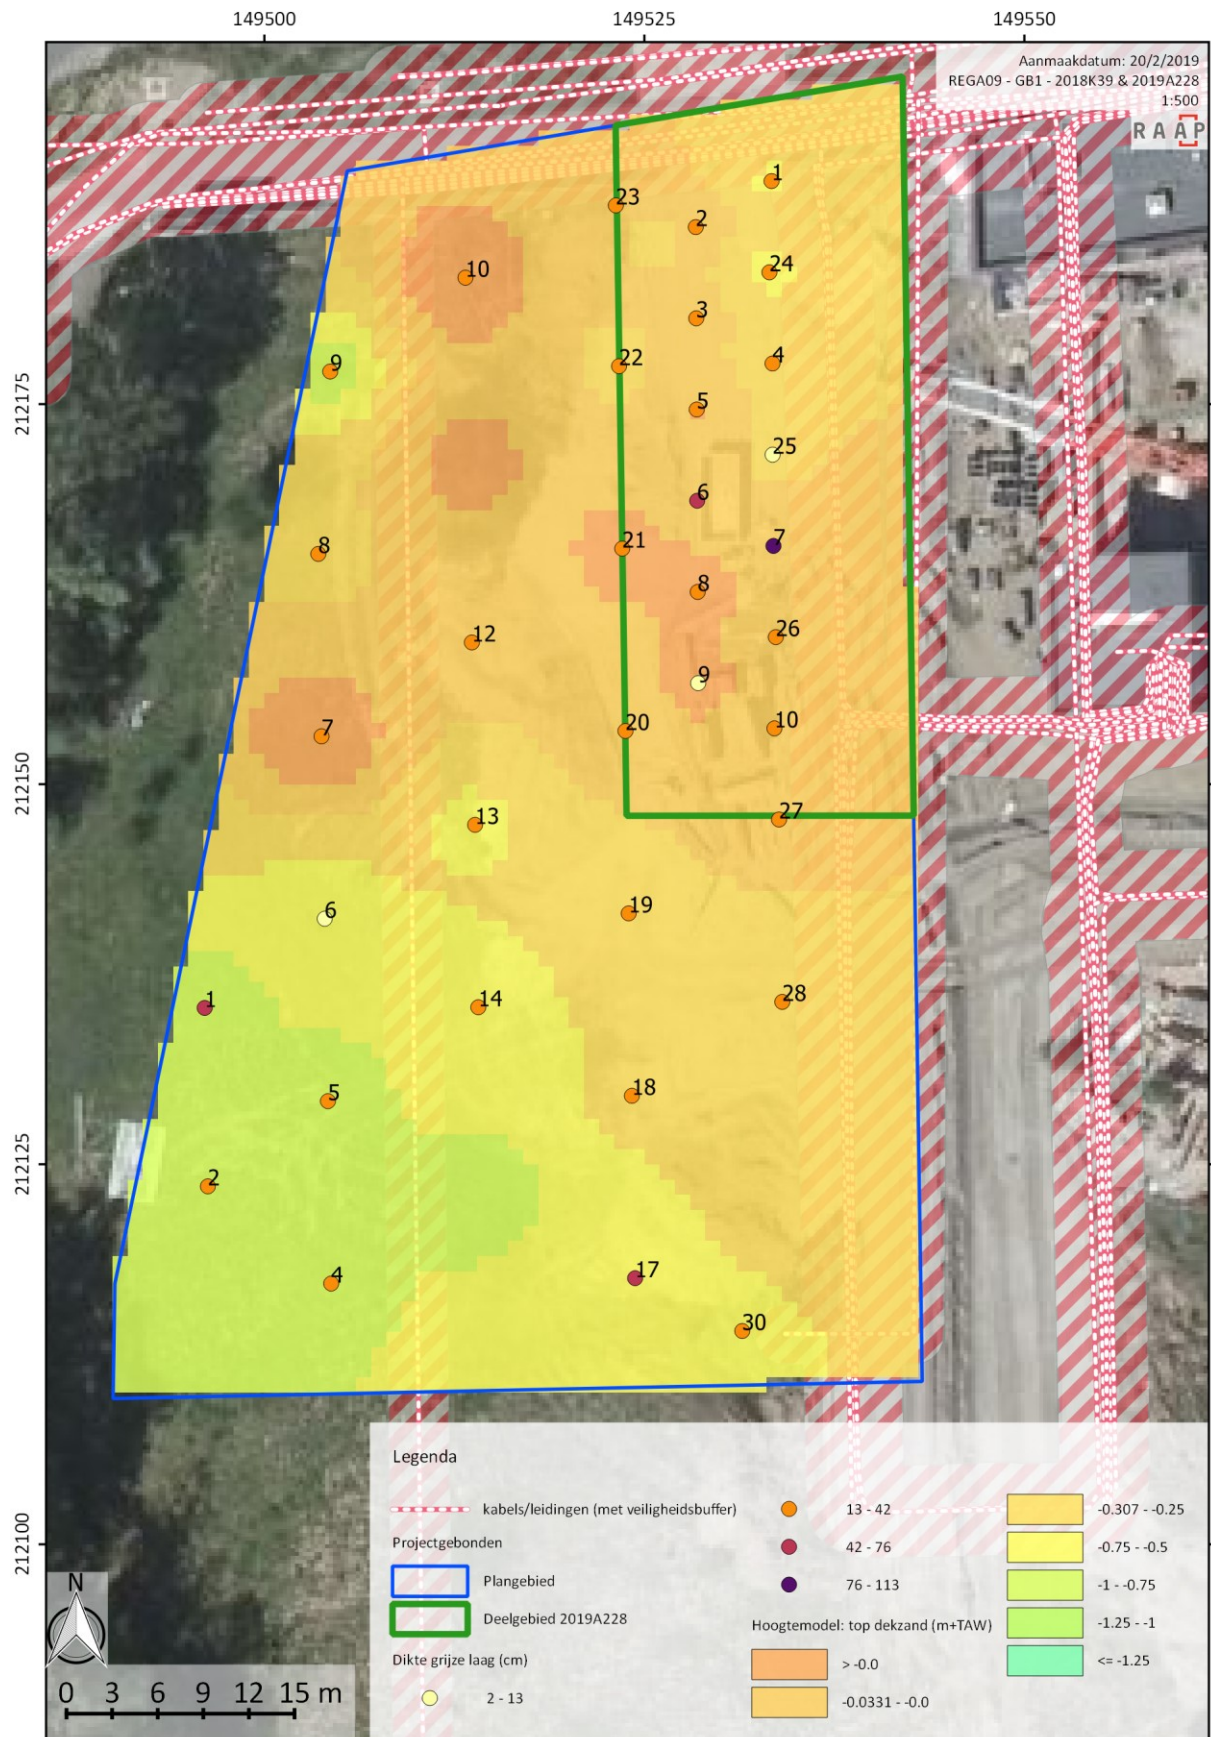 149500 149525 149550
Aanmaakdatum: 20/2/2019
REGA09 - GB1 - 2018K39 & 2019A228
1:500
RAAP
1
23
2
24
10
3
4
22
9
212175
5
25
6
7
21
8
8
26
12
9
20
10
7
212150
27
13
6
19
28
1
14
5
18
212125
2
17
4
30
Legenda
kabels/leidingen (met veiligheidsbuffer)
Projectgebonden
Plangebied
Deelgebied 2019A228
Dikte grijze laag (cm)
2 - 13
13 - 42
42 - 76
76 - 113
Hoogtemodel: top dekzand (m+TAW)
> -0.0
-0.0331 - -0.0
-0.307 - -0.25
-0.75 - -0.5
-1 - -0.75
-1.25 - -1
<= -1.25
212100
N
0 3 6 9 12 15 m